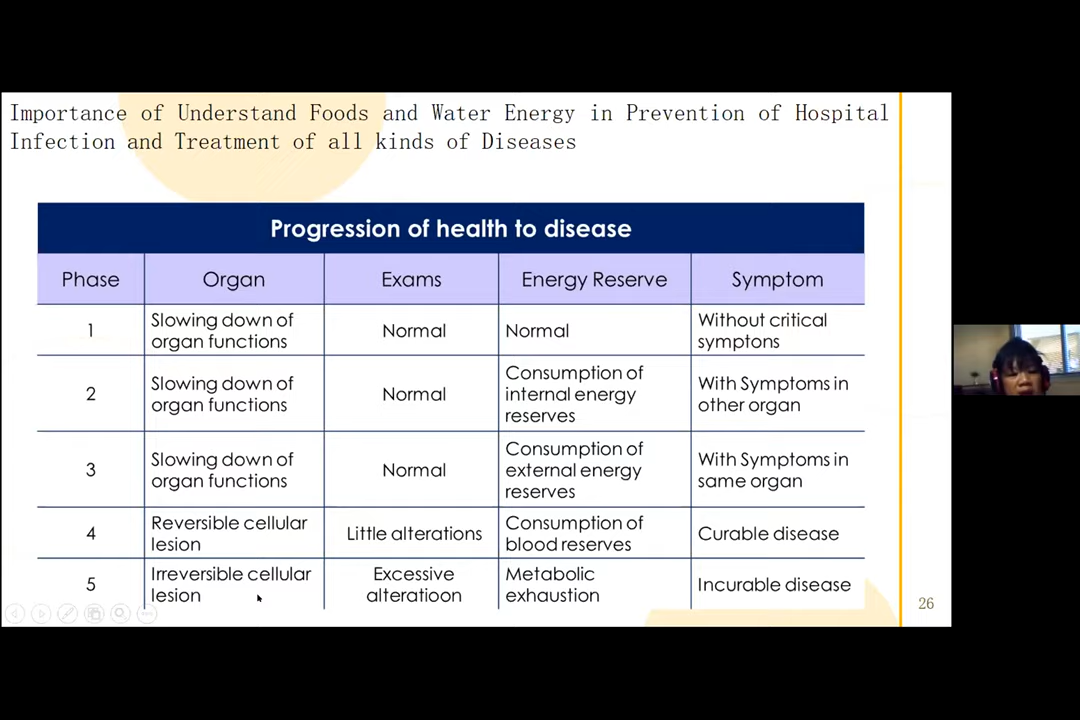 Importance of Understand Foods and Water Energy in Prevention of Hospital
Infection and Treatment of all kinds of Diseases
Progression of health to disease
Phase Organ Exams Energy Reserve Symptom
1
Slowing down of
organ functions
Normal
Normal
Without critical
symptons
2
Slowing down of
organ functions
Normal
Consumption of
internal energy
reserves
With Symptoms in
other organ
3
Slowing down of
organ functions
Normal
Consumption of
external energy
reserves
With Symptoms in
same organ
4
Reversible cellular
lesion
Little alterations
Consumption of
blood reserves
Curable disease
5
Irreversible cellular
lesion
Excessive
alteratioon
Metabolic
exhaustion
Incurable disease
26